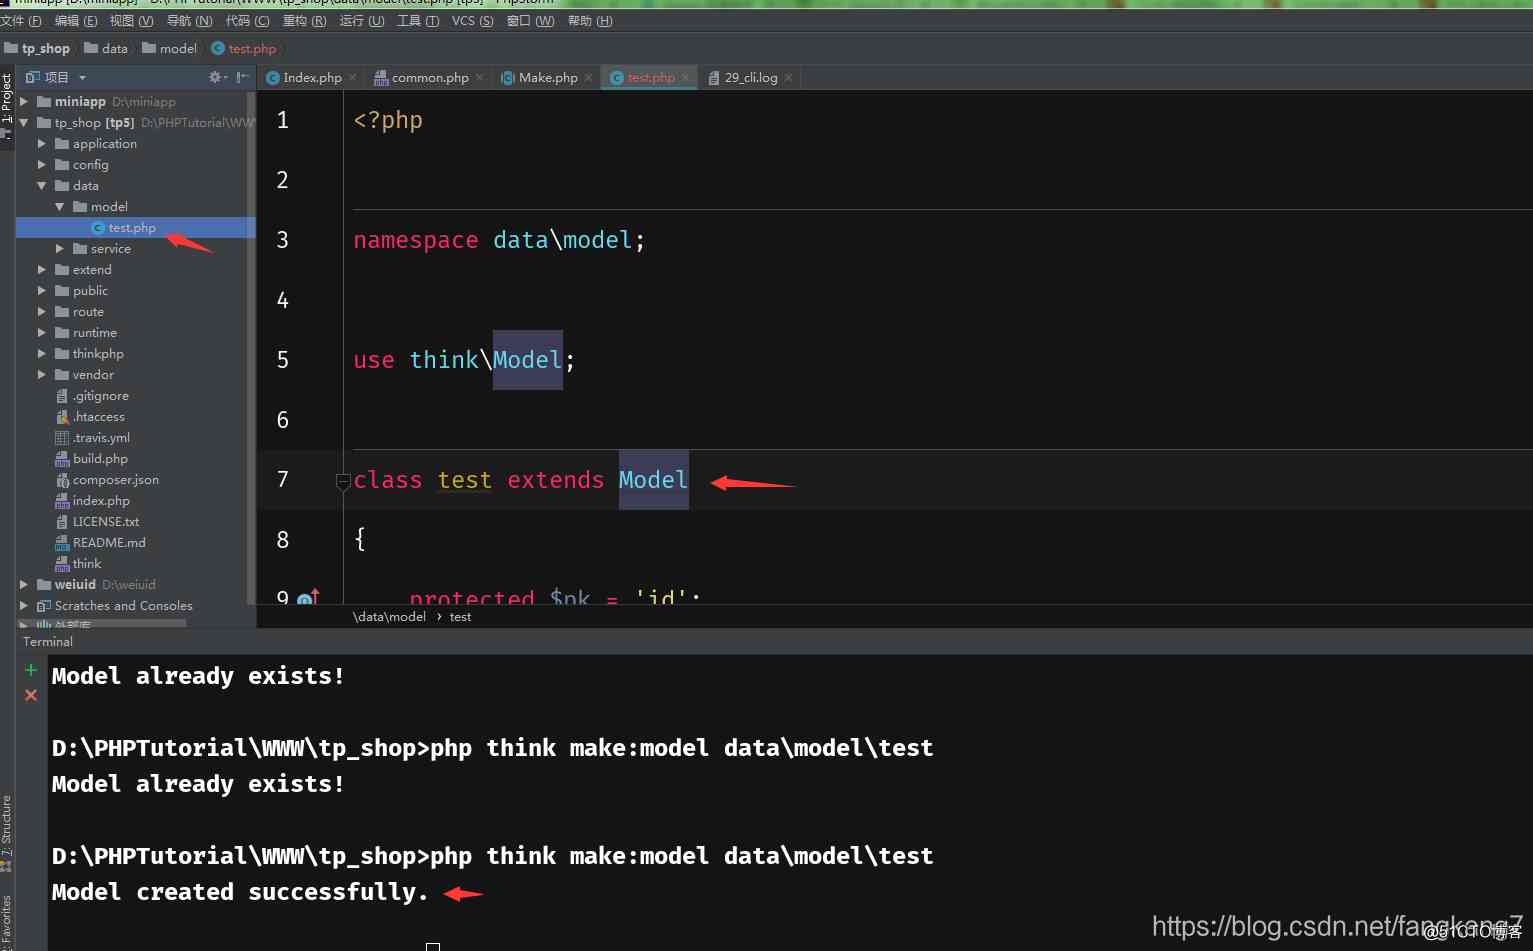 miniapp [D:\miniapp] - D:\PHPTutorial\WWW\tp_shop\data\model\test.php [tp5] - PhpStorm
文件 (F) 编辑 (E) 视图 (V) 导航 (N) 代码 (C) 重构 (R) 运行 (U) 工具 (T) VCS (S) 窗口 (W) 帮助 (H)
tp_shop data model test.php
项目
Index.php common.php Make.php test.php 29_cli.log
1: Project
miniapp D:\miniapp
tp_shop [tp5] D:\PHPTutorial\WW
application
config
data
model
test.php
service
extend
public
route
runtime
thinkphp
vendor
.gitignore
.htaccess
.travis.yml
build.php
composer.json
index.php
LICENSE.txt
README.md
think
weiuid D:\weiuid
Scratches and Consoles
外部库
1 <?php
2
3 namespace data\model;
4
5 use think\Model;
6
7 class test extends Model
8 {
9 protected $pk = 'id';
\data\model › test
Terminal
Model already exists!
D:\PHPTutorial\WWW\tp_shop>php think make:model data\model\test
Model already exists!
D:\PHPTutorial\WWW\tp_shop>php think make:model data\model\test
Model created successfully.
7: Structure
Favorites
https://blog.csdn.net/fangkang7
@51CTO博客